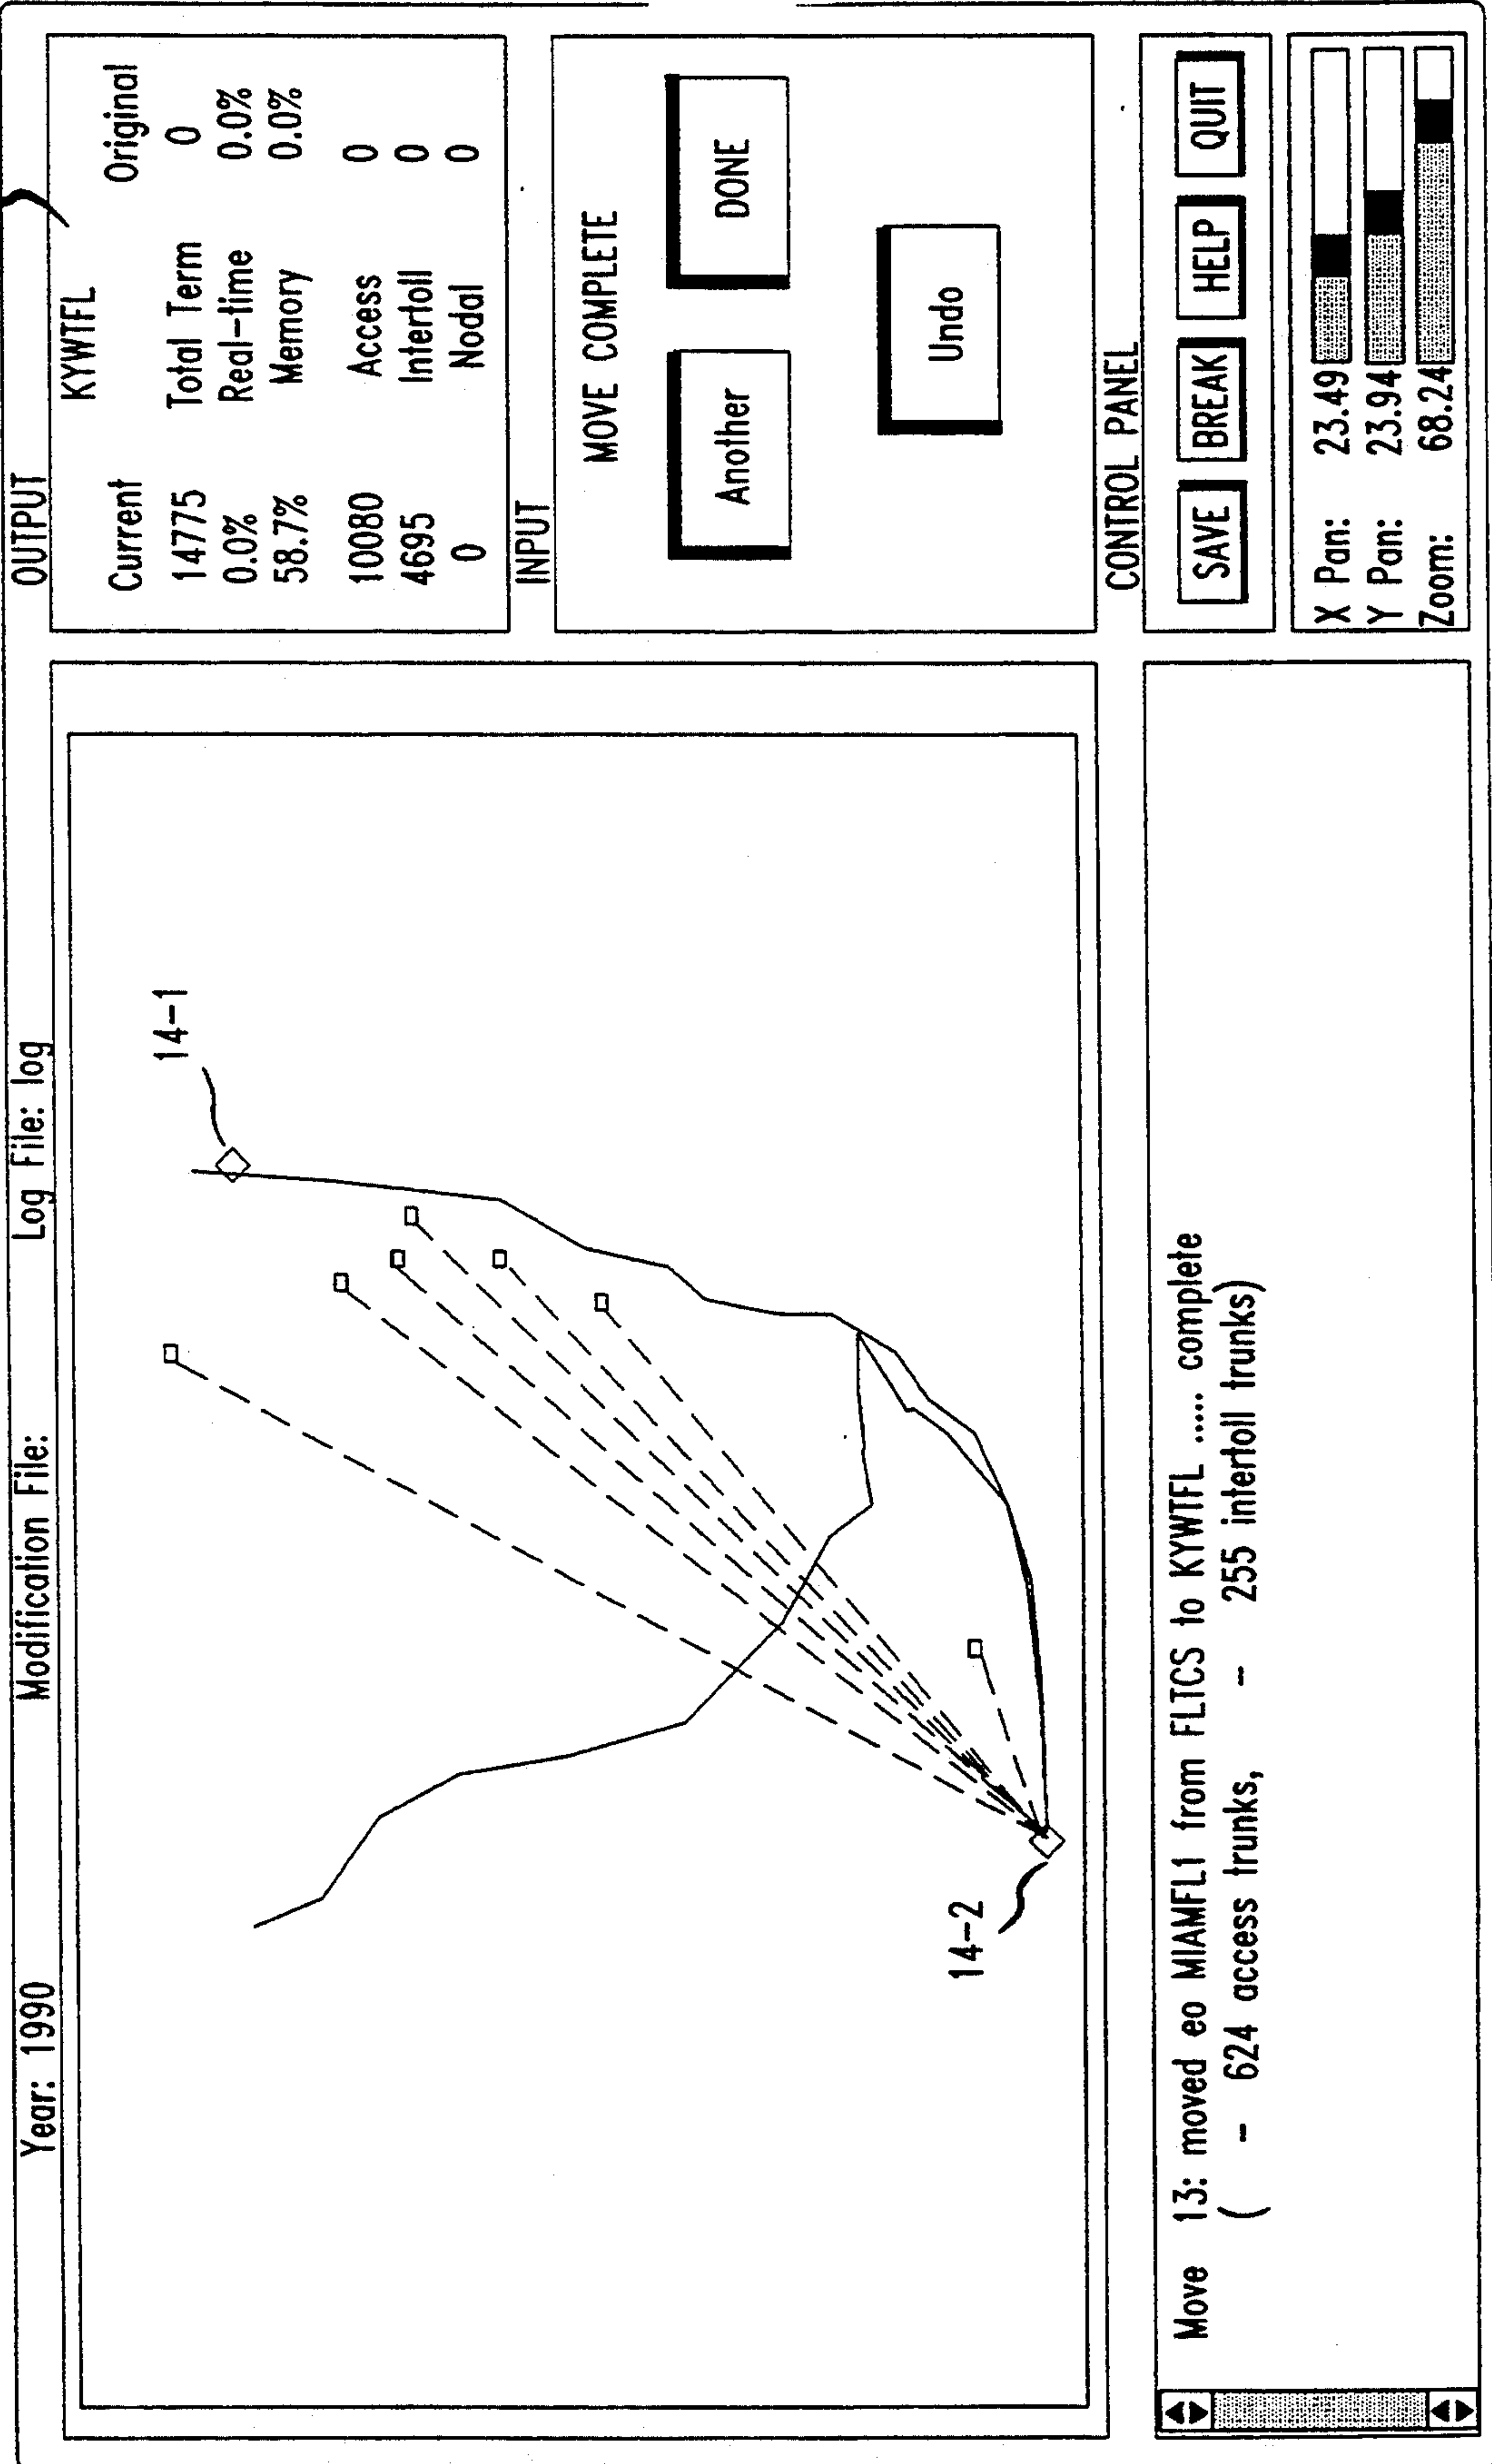 Year: 1990 Modification File: Log File: log
14-1
14-2
OUTPUT
KYWTFL
Current Original
14775 Total Term 0
0.0% Real-time 0.0%
58.7% Memory 0.0%
10080 Access 0
4695 Intertoll 0
0 Nodal 0
INPUT
MOVE COMPLETE
Another DONE
Undo
CONTROL PANEL
SAVE BREAK HELP QUIT
X Pan: 23.49
Y Pan: 23.94
Zoom: 68.24
Move 13: moved eo MIAMFL1 from FLTCS to KYWTFL ..... complete
( - 624 access trunks, - 255 intertoll trunks)